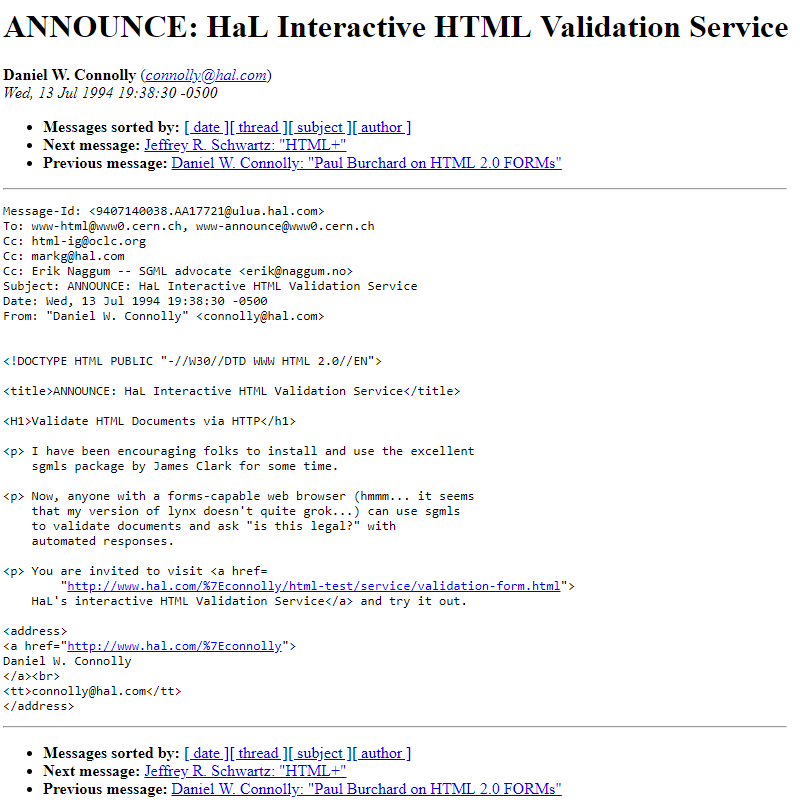 ANNOUNCE: HaL Interactive HTML Validation Service
Daniel W. Connolly (connolly@hal.com)
Wed, 13 Jul 1994 19:38:30 -0500
• Messages sorted by: [ date ][ thread ][ subject ][ author ]
• Next message: Jeffrey R. Schwartz: "HTML+"
• Previous message: Daniel W. Connolly: "Paul Burchard on HTML 2.0 FORMs"
Message-Id: <9407140038.AA17721@ulua.hal.com>
To: www-html@www0.cern.ch, www-announce@www0.cern.ch
Cc: html-ig@oclc.org
Cc: markg@hal.com
Cc: Erik Naggum -- SGML advocate <erik@naggum.no>
Subject: ANNOUNCE: HaL Interactive HTML Validation Service
Date: Wed, 13 Jul 1994 19:38:30 -0500
From: "Daniel W. Connolly" <connolly@hal.com>
<!DOCTYPE HTML PUBLIC "-//W30//DTD WWW HTML 2.0//EN">
<title>ANNOUNCE: HaL Interactive HTML Validation Service</title>
<H1>Validate HTML Documents via HTTP</h1>
<p> I have been encouraging folks to install and use the excellent
sgmls package by James Clark for some time.
<p> Now, anyone with a forms-capable web browser (hmmm... it seems
that my version of lynx doesn't quite grok...) can use sgmls
to validate documents and ask "is this legal?" with
automated responses.
<p> You are invited to visit <a href=
"http://www.hal.com/%7Econnolly/html-test/service/validation-form.html">
HaL's interactive HTML Validation Service</a> and try it out.
<address>
<a href="http://www.hal.com/%7Econnolly">
Daniel W. Connolly
</a><br>
<tt>connolly@hal.com</tt>
</address>
• Messages sorted by: [ date ][ thread ][ subject ][ author ]
• Next message: Jeffrey R. Schwartz: "HTML+"
• Previous message: Daniel W. Connolly: "Paul Burchard on HTML 2.0 FORMs"